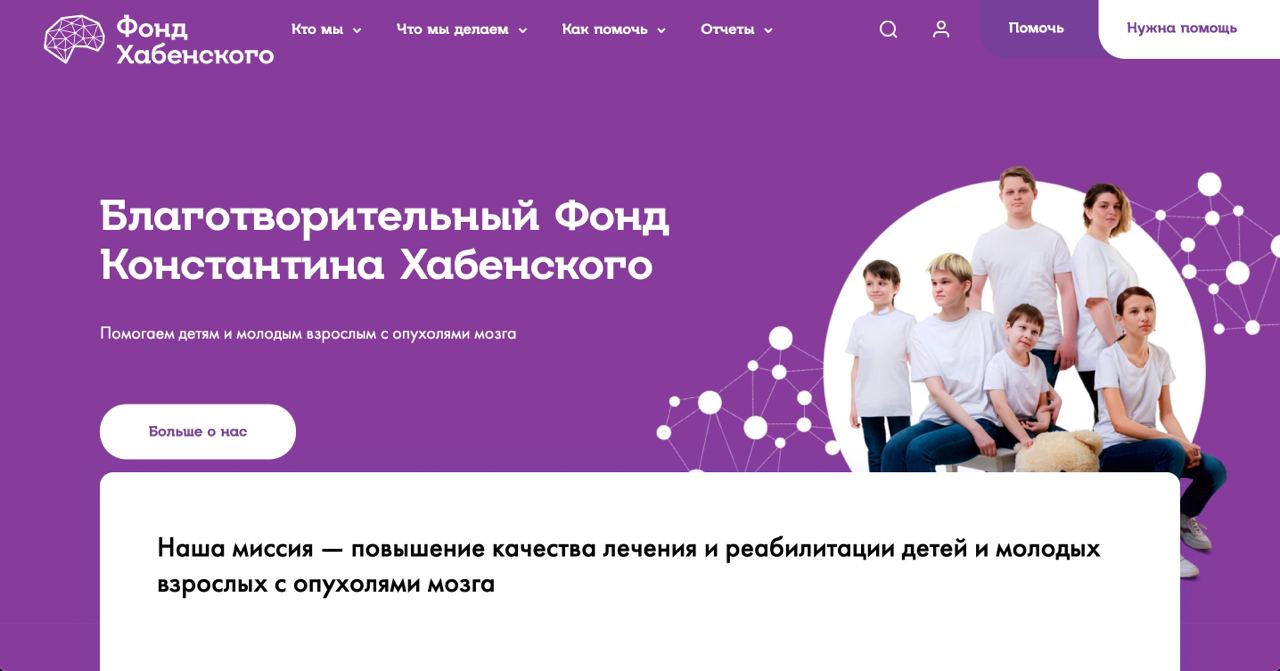 Фонд
Хабенского
Кто мы
Что мы делаем
Как помочь
Отчеты
Помочь
Нужна помощь
Благотворительный Фонд
Константина Хабенского
Помогаем детям и молодым взрослым с опухолями мозга
Больше о нас
Наша миссия — повышение качества лечения и реабилитации детей и молодых
взрослых с опухолями мозга